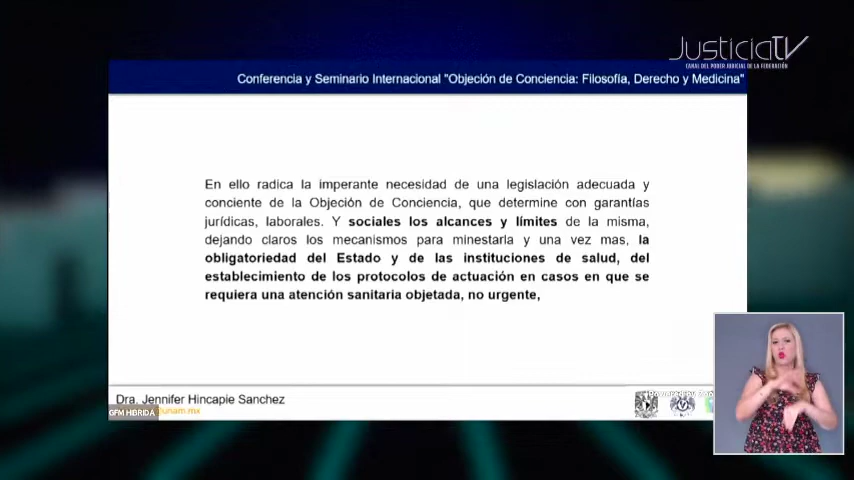 JusticiaTV
CANAL DEL PODER JUDICIAL DE LA FEDERACIÓN
Conferencia y Seminario Internacional "Objeción de Conciencia: Filosofía, Derecho y Medicina"
En ello radica la imperante necesidad de una legislación adecuada y
conciente de la Objeción de Conciencia, que determine con garantías
jurídicas, laborales. Y sociales los alcances y límites de la misma,
dejando claros los mecanismos para minestarla y una vez mas, la
obligatoriedad del Estado y de las instituciones de salud, del
establecimiento de los protocolos de actuación en casos en que se
requiera una atención sanitaria objetada, no urgente,
Dra. Jennifer Hincapie Sanchez
GFM HIBRIDA unam.mx